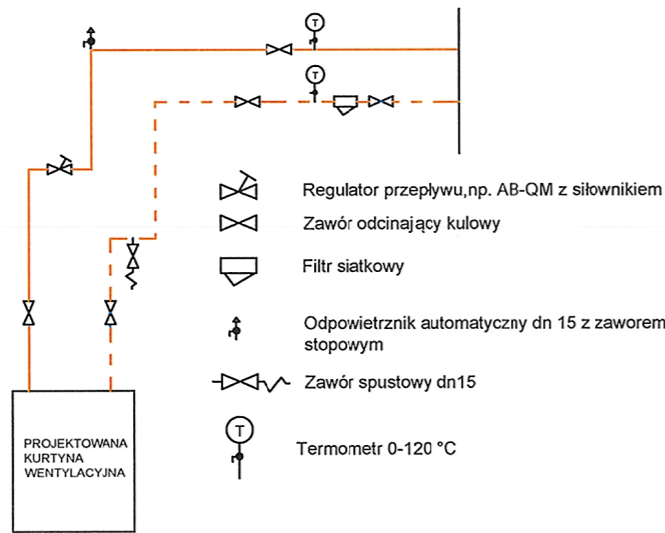 T
T
Regulator przepływu,np. AB-QM z siłownikiem
Zawór odcinający kulowy
Filtr siatkowy
Odpowietrznik automatyczny dn 15 z zaworem
stopowym
Zawór spustowy dn15
T
Termometr 0-120 °C
PROJEKTOWANA
KURTYNA
WENTYLACYJNA